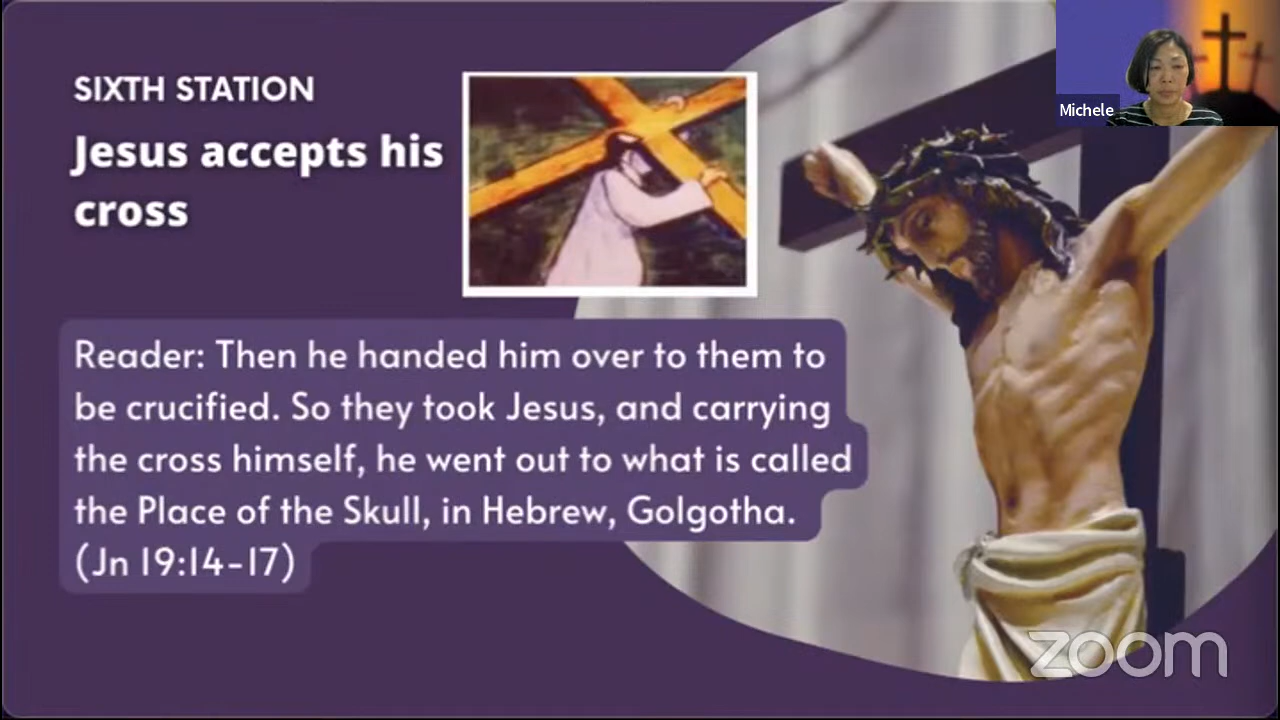 SIXTH STATION
Jesus accepts his
cross
Reader: Then he handed him over to them to
be crucified. So they took Jesus, and carrying
the cross himself, he went out to what is called
the Place of the Skull, in Hebrew, Golgotha.
(Jn 19:14-17)
Michele
zoom